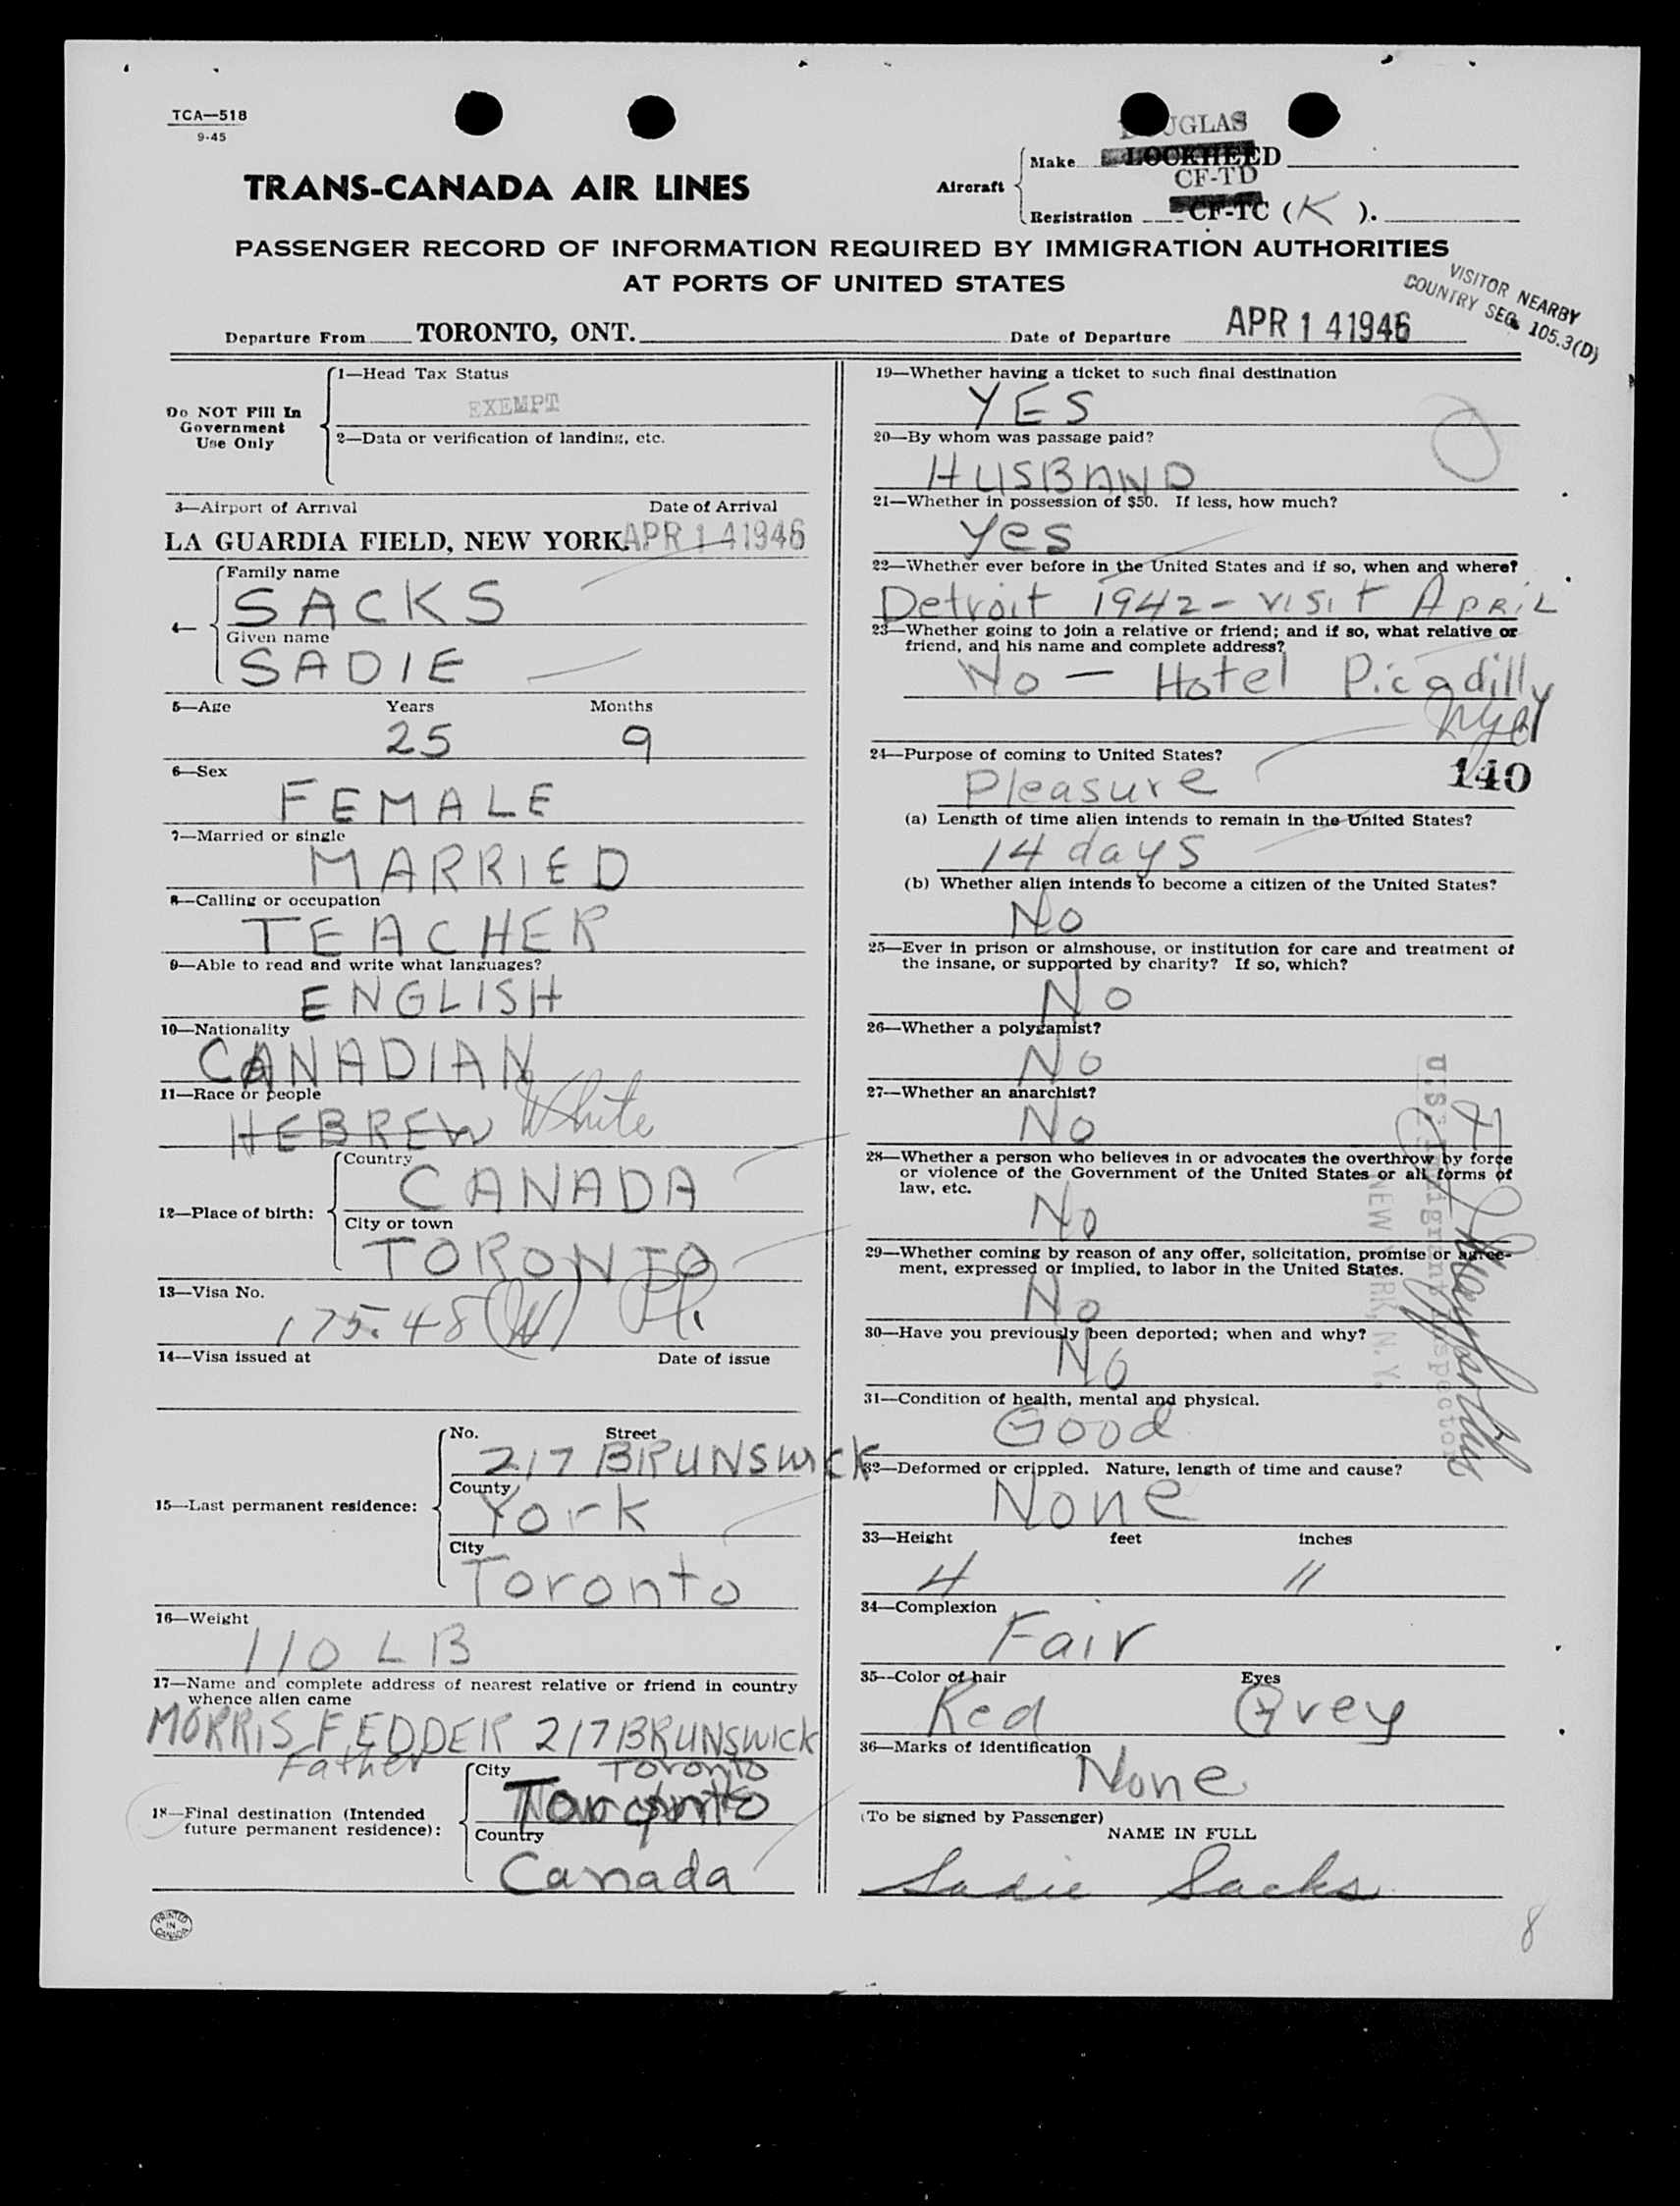 TCA—518
9-45
TRANS-CANADA AIR LINES
Aircraft
Make DOUGLAS LOCKHEED
CF-TD
Registration CF-TC (K).
PASSENGER RECORD OF INFORMATION REQUIRED BY IMMIGRATION AUTHORITIES
AT PORTS OF UNITED STATES
VISITOR NEARBY
COUNTRY SEC. 105.3(D)
Departure From TORONTO, ONT.
Date of Departure APR 14 1946
Do NOT Fill In
Government
Use Only
1—Head Tax Status
EXEMPT
2—Data or verification of landing, etc.
3—Airport of Arrival Date of Arrival
LA GUARDIA FIELD, NEW YORK. APR 14 1946
4—
Family name
SACKS
Given name
SADIE
5—Age Years Months
25 9
6—Sex
FEMALE
7—Married or single
MARRIED
8—Calling or occupation
TEACHER
9—Able to read and write what languages?
ENGLISH
10—Nationality
CANADIAN
11—Race or people
HEBREW White
12—Place of birth:
Country
CANADA
City or town
TORONTO
13—Visa No.
175.48
14—Visa issued at Date of issue
15—Last permanent residence:
No. Street
217 BRUNSWICK
County
York
City
Toronto
16—Weight
110 LB
17—Name and complete address of nearest relative or friend in country
whence alien came
MORRIS FEDDER 217 BRUNSWICK
Father Toronto
18—Final destination (Intended
future permanent residence):
City
Toronto
Country
Canada
PRINTED
IN
CANADA
19—Whether having a ticket to such final destination
YES
20—By whom was passage paid?
HUSBAND
21—Whether in possession of $50. If less, how much?
Yes
22—Whether ever before in the United States and if so, when and where?
Detroit 1942 - VISIT APRIL
23—Whether going to join a relative or friend; and if so, what relative or
friend, and his name and complete address?
No — Hotel Picadilly
NYC
24—Purpose of coming to United States?
Pleasure
140
(a) Length of time alien intends to remain in the United States?
14 days
(b) Whether alien intends to become a citizen of the United States?
No
25—Ever in prison or almshouse, or institution for care and treatment of
the insane, or supported by charity? If so, which?
No
26—Whether a polygamist?
No
27—Whether an anarchist?
No
28—Whether a person who believes in or advocates the overthrow by force
or violence of the Government of the United States or all forms of
law, etc.
No
29—Whether coming by reason of any offer, solicitation, promise or agree-
ment, expressed or implied, to labor in the United States.
No
30—Have you previously been deported; when and why?
No
U.S. Immigrant Inspector
NEW YORK, N.Y.
31—Condition of health, mental and physical.
Good
32—Deformed or crippled. Nature, length of time and cause?
None
33—Height feet inches
4 11
34—Complexion
Fair
35—Color of hair Eyes
Red Grey
36—Marks of identification
None
(To be signed by Passenger)
NAME IN FULL
Sadie Sacks
8